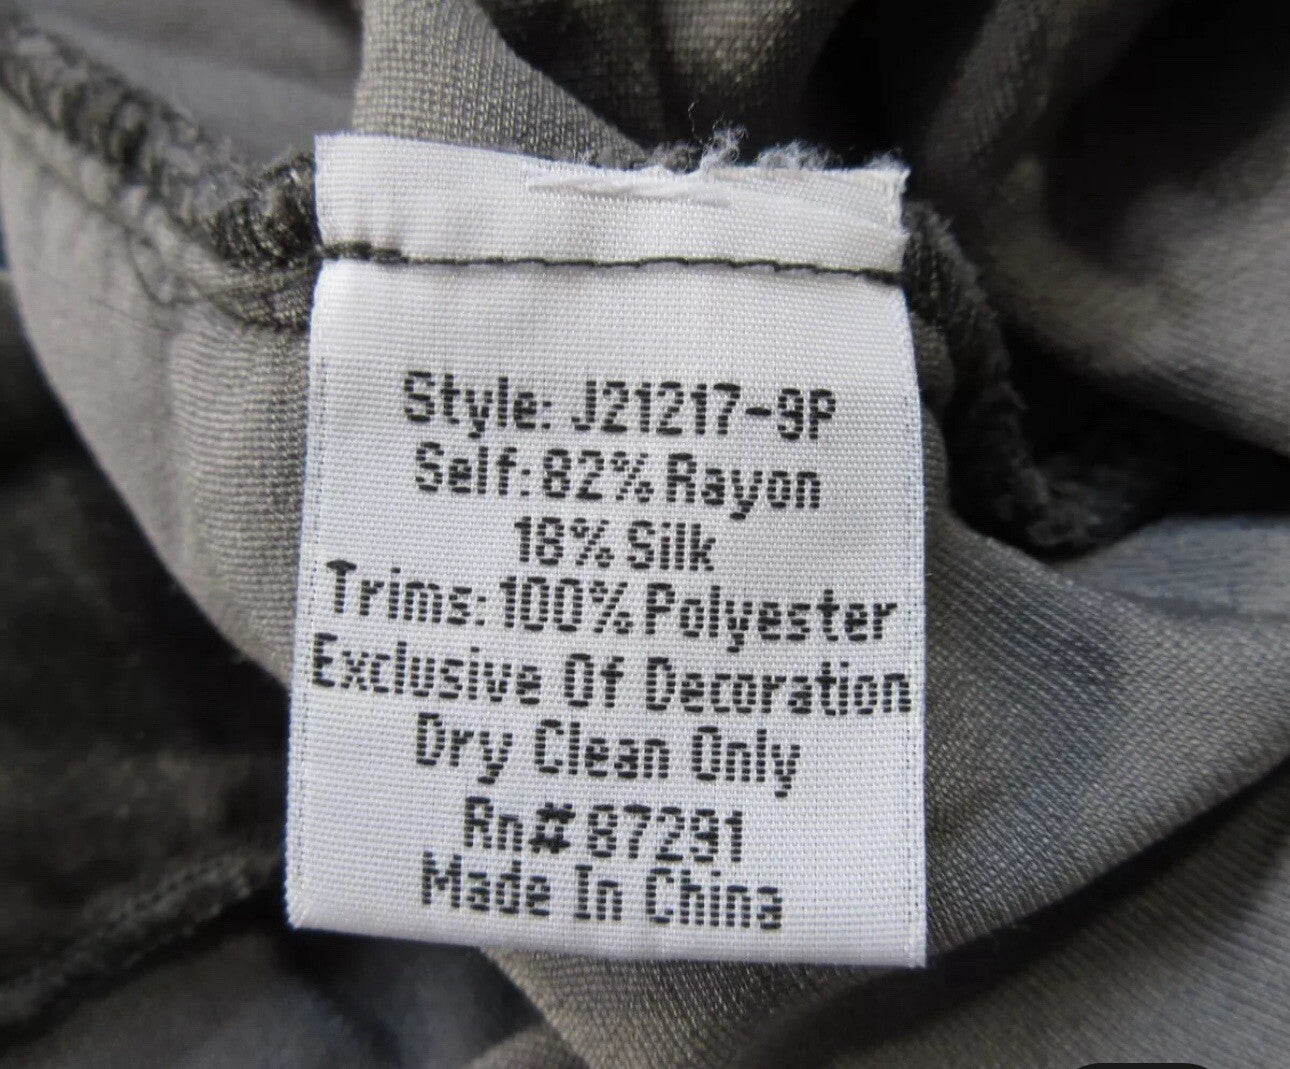 Style: J21217-9P
Self:82% Rayon
18% Silk
Trims:100% Polyester
Exclusive Of Decoration
Dry Clean Only
Rn# 87291
Made In China